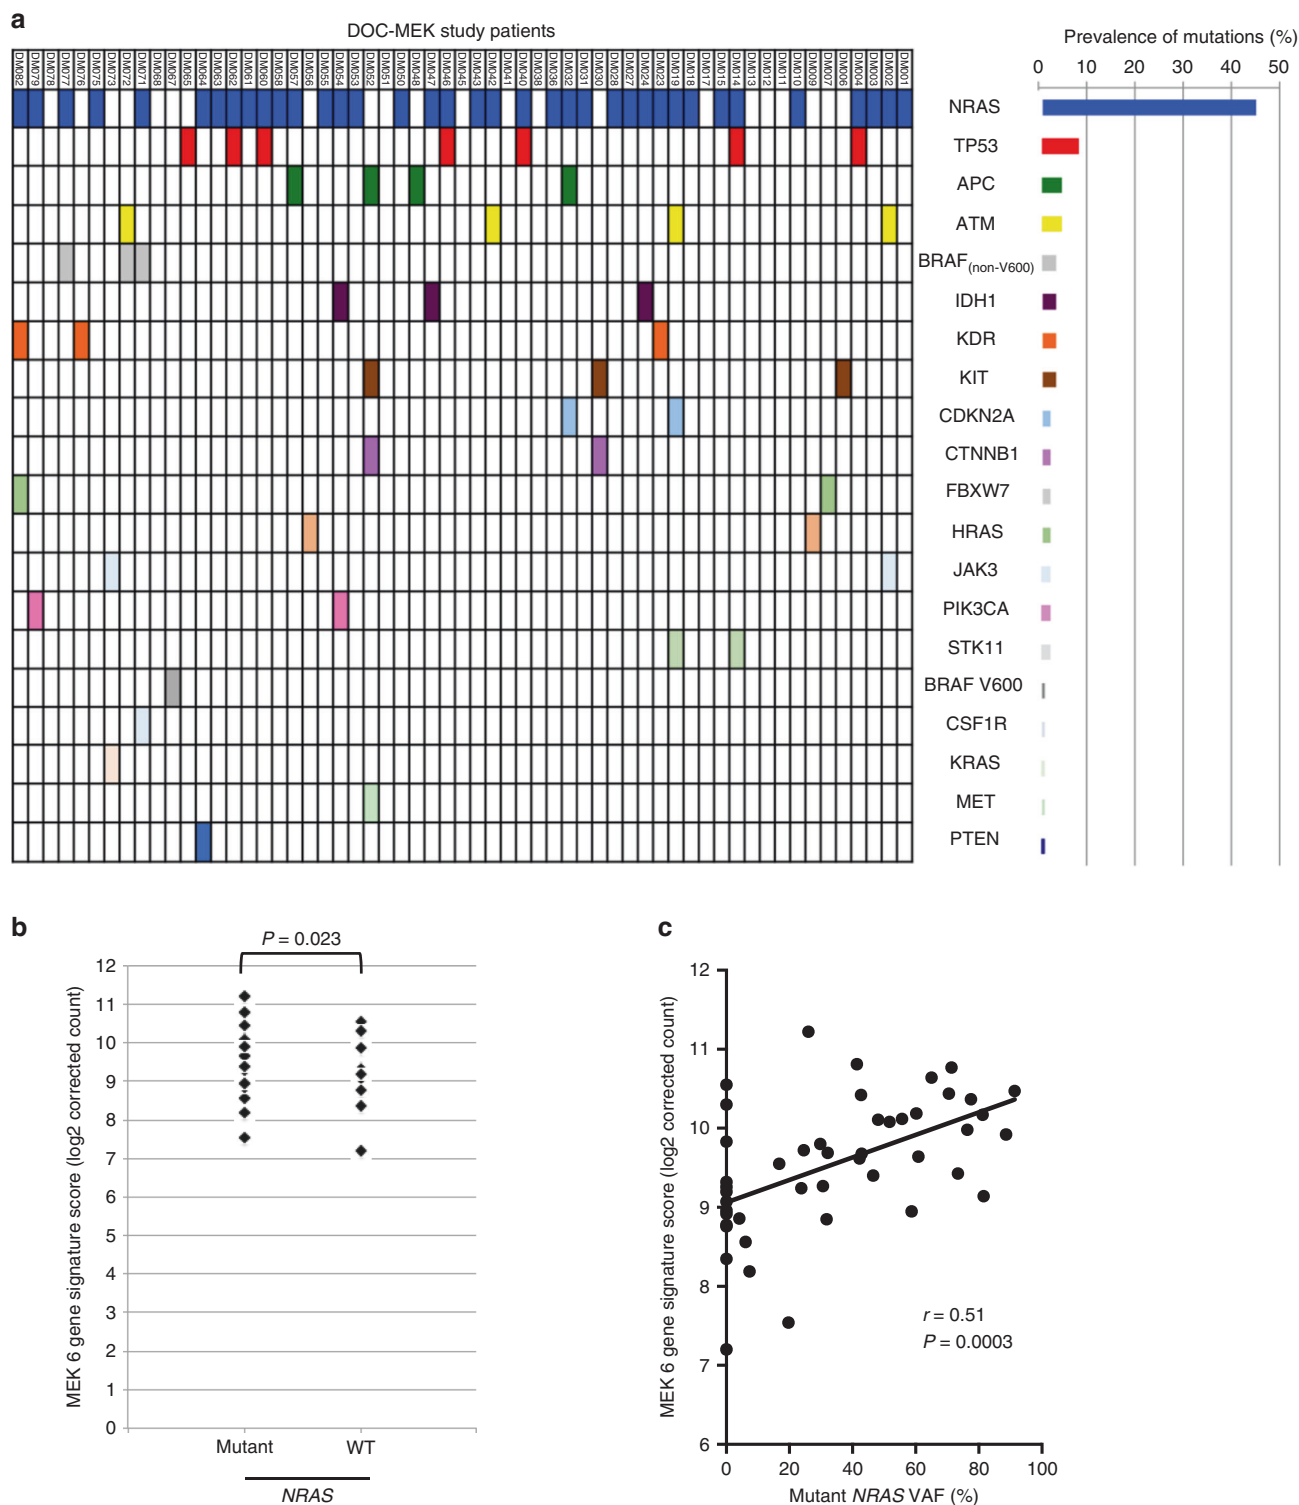 a
DOC-MEK study patients
Prevalence of mutations (%)
0 10 20 30 40 50
DM082 DM079 DM078 DM077 DM076 DM075 DM073 DM072 DM071 DM068 DM067 DM065 DM064 DM063 DM062 DM061 DM060 DM058 DM057 DM056 DM055 DM054 DM053 DM052 DM051 DM050 DM048 DM047 DM046 DM045 DM043 DM042 DM041 DM040 DM038 DM036 DM032 DM031 DM030 DM028 DM027 DM024 DM023 DM019 DM018 DM017 DM015 DM014 DM013 DM012 DM011 DM010 DM009 DM007 DM006 DM004 DM003 DM002 DM001
NRAS
TP53
APC
ATM
BRAF(non-V600)
IDH1
KDR
KIT
CDKN2A
CTNNB1
FBXW7
HRAS
JAK3
PIK3CA
STK11
BRAF V600
CSF1R
KRAS
MET
PTEN
b
P = 0.023
MEK 6 gene signature score (log2 corrected count)
12
11
10
9
8
7
6
5
4
3
2
1
0
Mutant WT
NRAS
c
MEK 6 gene signature score (log2 corrected count)
12
11
10
9
8
7
6
r = 0.51
P = 0.0003
0 20 40 60 80 100
Mutant NRAS VAF (%)